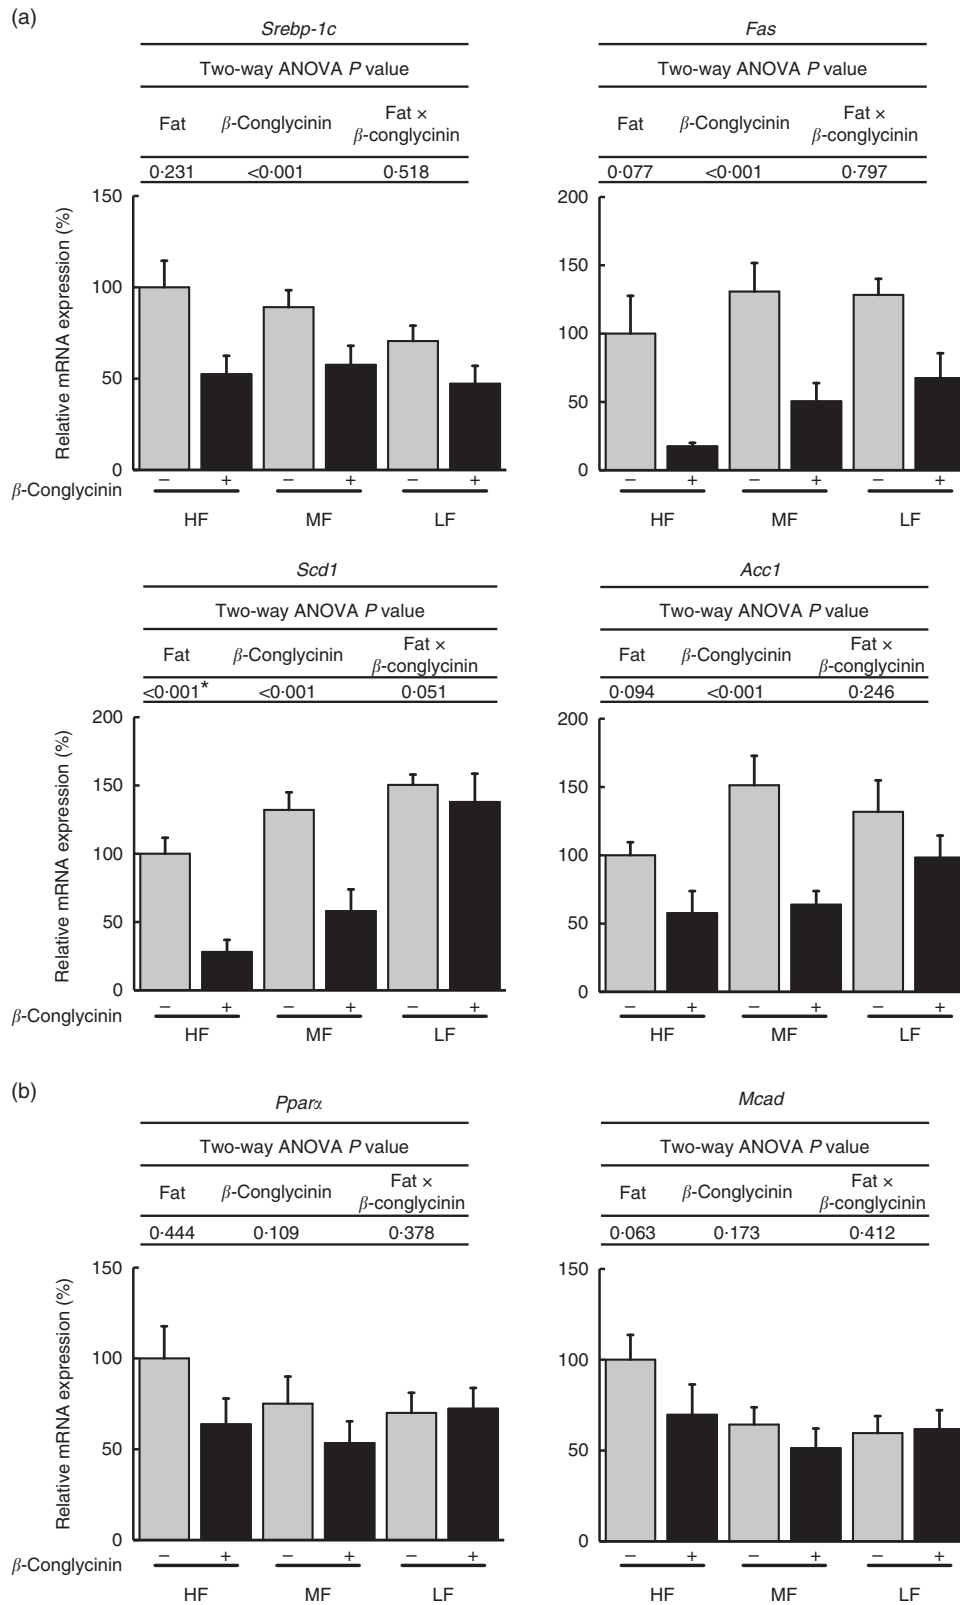 (a)
Srebp-1c
Two-way ANOVA P value
Fat β-Conglycinin Fat × β-conglycinin
0·231 <0·001 0·518
Relative mRNA expression (%)
150
100
50
0
β-Conglycinin − + − + − +
HF MF LF
Fas
Two-way ANOVA P value
Fat β-Conglycinin Fat × β-conglycinin
0·077 <0·001 0·797
200
150
100
50
0
− + − + − +
HF MF LF
Scd1
Two-way ANOVA P value
Fat β-Conglycinin Fat × β-conglycinin
<0·001* <0·001 0·051
Relative mRNA expression (%)
200
150
100
50
0
β-Conglycinin − + − + − +
HF MF LF
Acc1
Two-way ANOVA P value
Fat β-Conglycinin Fat × β-conglycinin
0·094 <0·001 0·246
200
150
100
50
0
− + − + − +
HF MF LF
(b)
Pparα
Two-way ANOVA P value
Fat β-Conglycinin Fat × β-conglycinin
0·444 0·109 0·378
Relative mRNA expression (%)
150
100
50
0
β-Conglycinin − + − + − +
HF MF LF
Mcad
Two-way ANOVA P value
Fat β-Conglycinin Fat × β-conglycinin
0·063 0·173 0·412
150
100
50
0
− + − + − +
HF MF LF